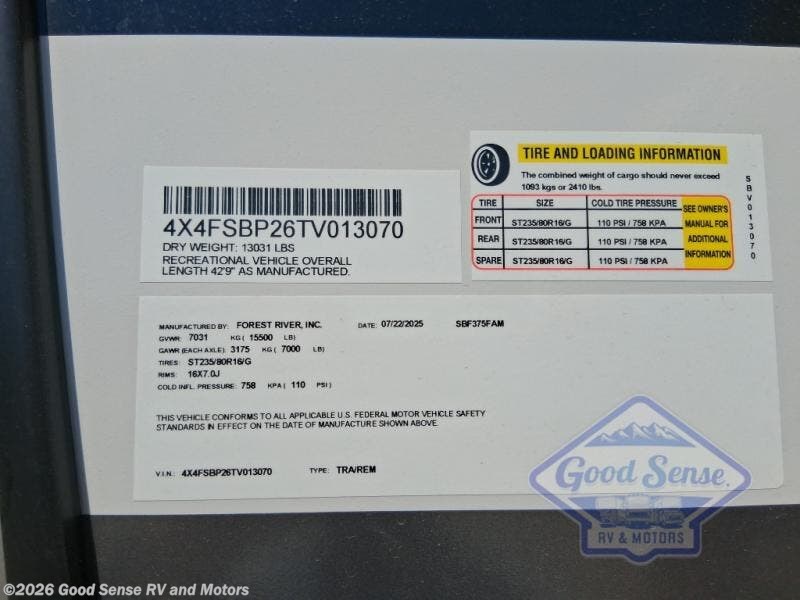 4X4FSBP26TV013070
DRY WEIGHT: 13031 LBS
RECREATIONAL VEHICLE OVERALL
LENGTH 42'9" AS MANUFACTURED.
TIRE AND LOADING INFORMATION
The combined weight of cargo should never exceed
1093 kgs or 2410 lbs.
TIRE SIZE COLD TIRE PRESSURE
FRONT ST235/80R16/G 110 PSI / 758 KPA
REAR ST235/80R16/G 110 PSI / 758 KPA
SPARE ST235/80R16/G 110 PSI / 758 KPA
SEE OWNER'S
MANUAL FOR
ADDITIONAL
INFORMATION
SBV013070
MANUFACTURED BY: FOREST RIVER, INC. DATE: 07/22/2025 SBF375FAM
GVWR: 7031 KG ( 15500 LB)
GAWR (EACH AXLE): 3175 KG ( 7000 LB)
TIRES: ST235/80R16/G
RIMS: 16X7.0J
COLD INFL. PRESSURE: 758 KPA ( 110 PSI)
THIS VEHICLE CONFORMS TO ALL APPLICABLE U.S. FEDERAL MOTOR VEHICLE SAFETY
STANDARDS IN EFFECT ON THE DATE OF MANUFACTURE SHOWN ABOVE.
V.I.N.: 4X4FSBP26TV013070 TYPE: TRA/REM
Good Sense
RV & MOTORS
©2026 Good Sense RV and Motors